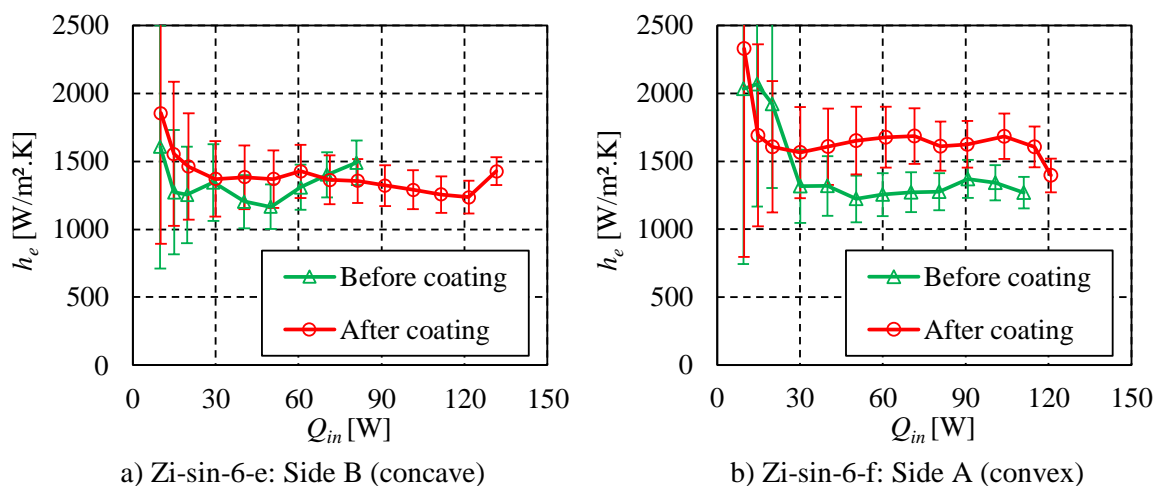 2500
2000
1500
1000
500
0
h_e [W/m².K]
Before coating
After coating
0 30 60 90 120 150
Q_in [W]
a) Zi-sin-6-e: Side B (concave)
2500
2000
1500
1000
500
0
h_e [W/m².K]
Before coating
After coating
0 30 60 90 120 150
Q_in [W]
b) Zi-sin-6-f: Side A (convex)